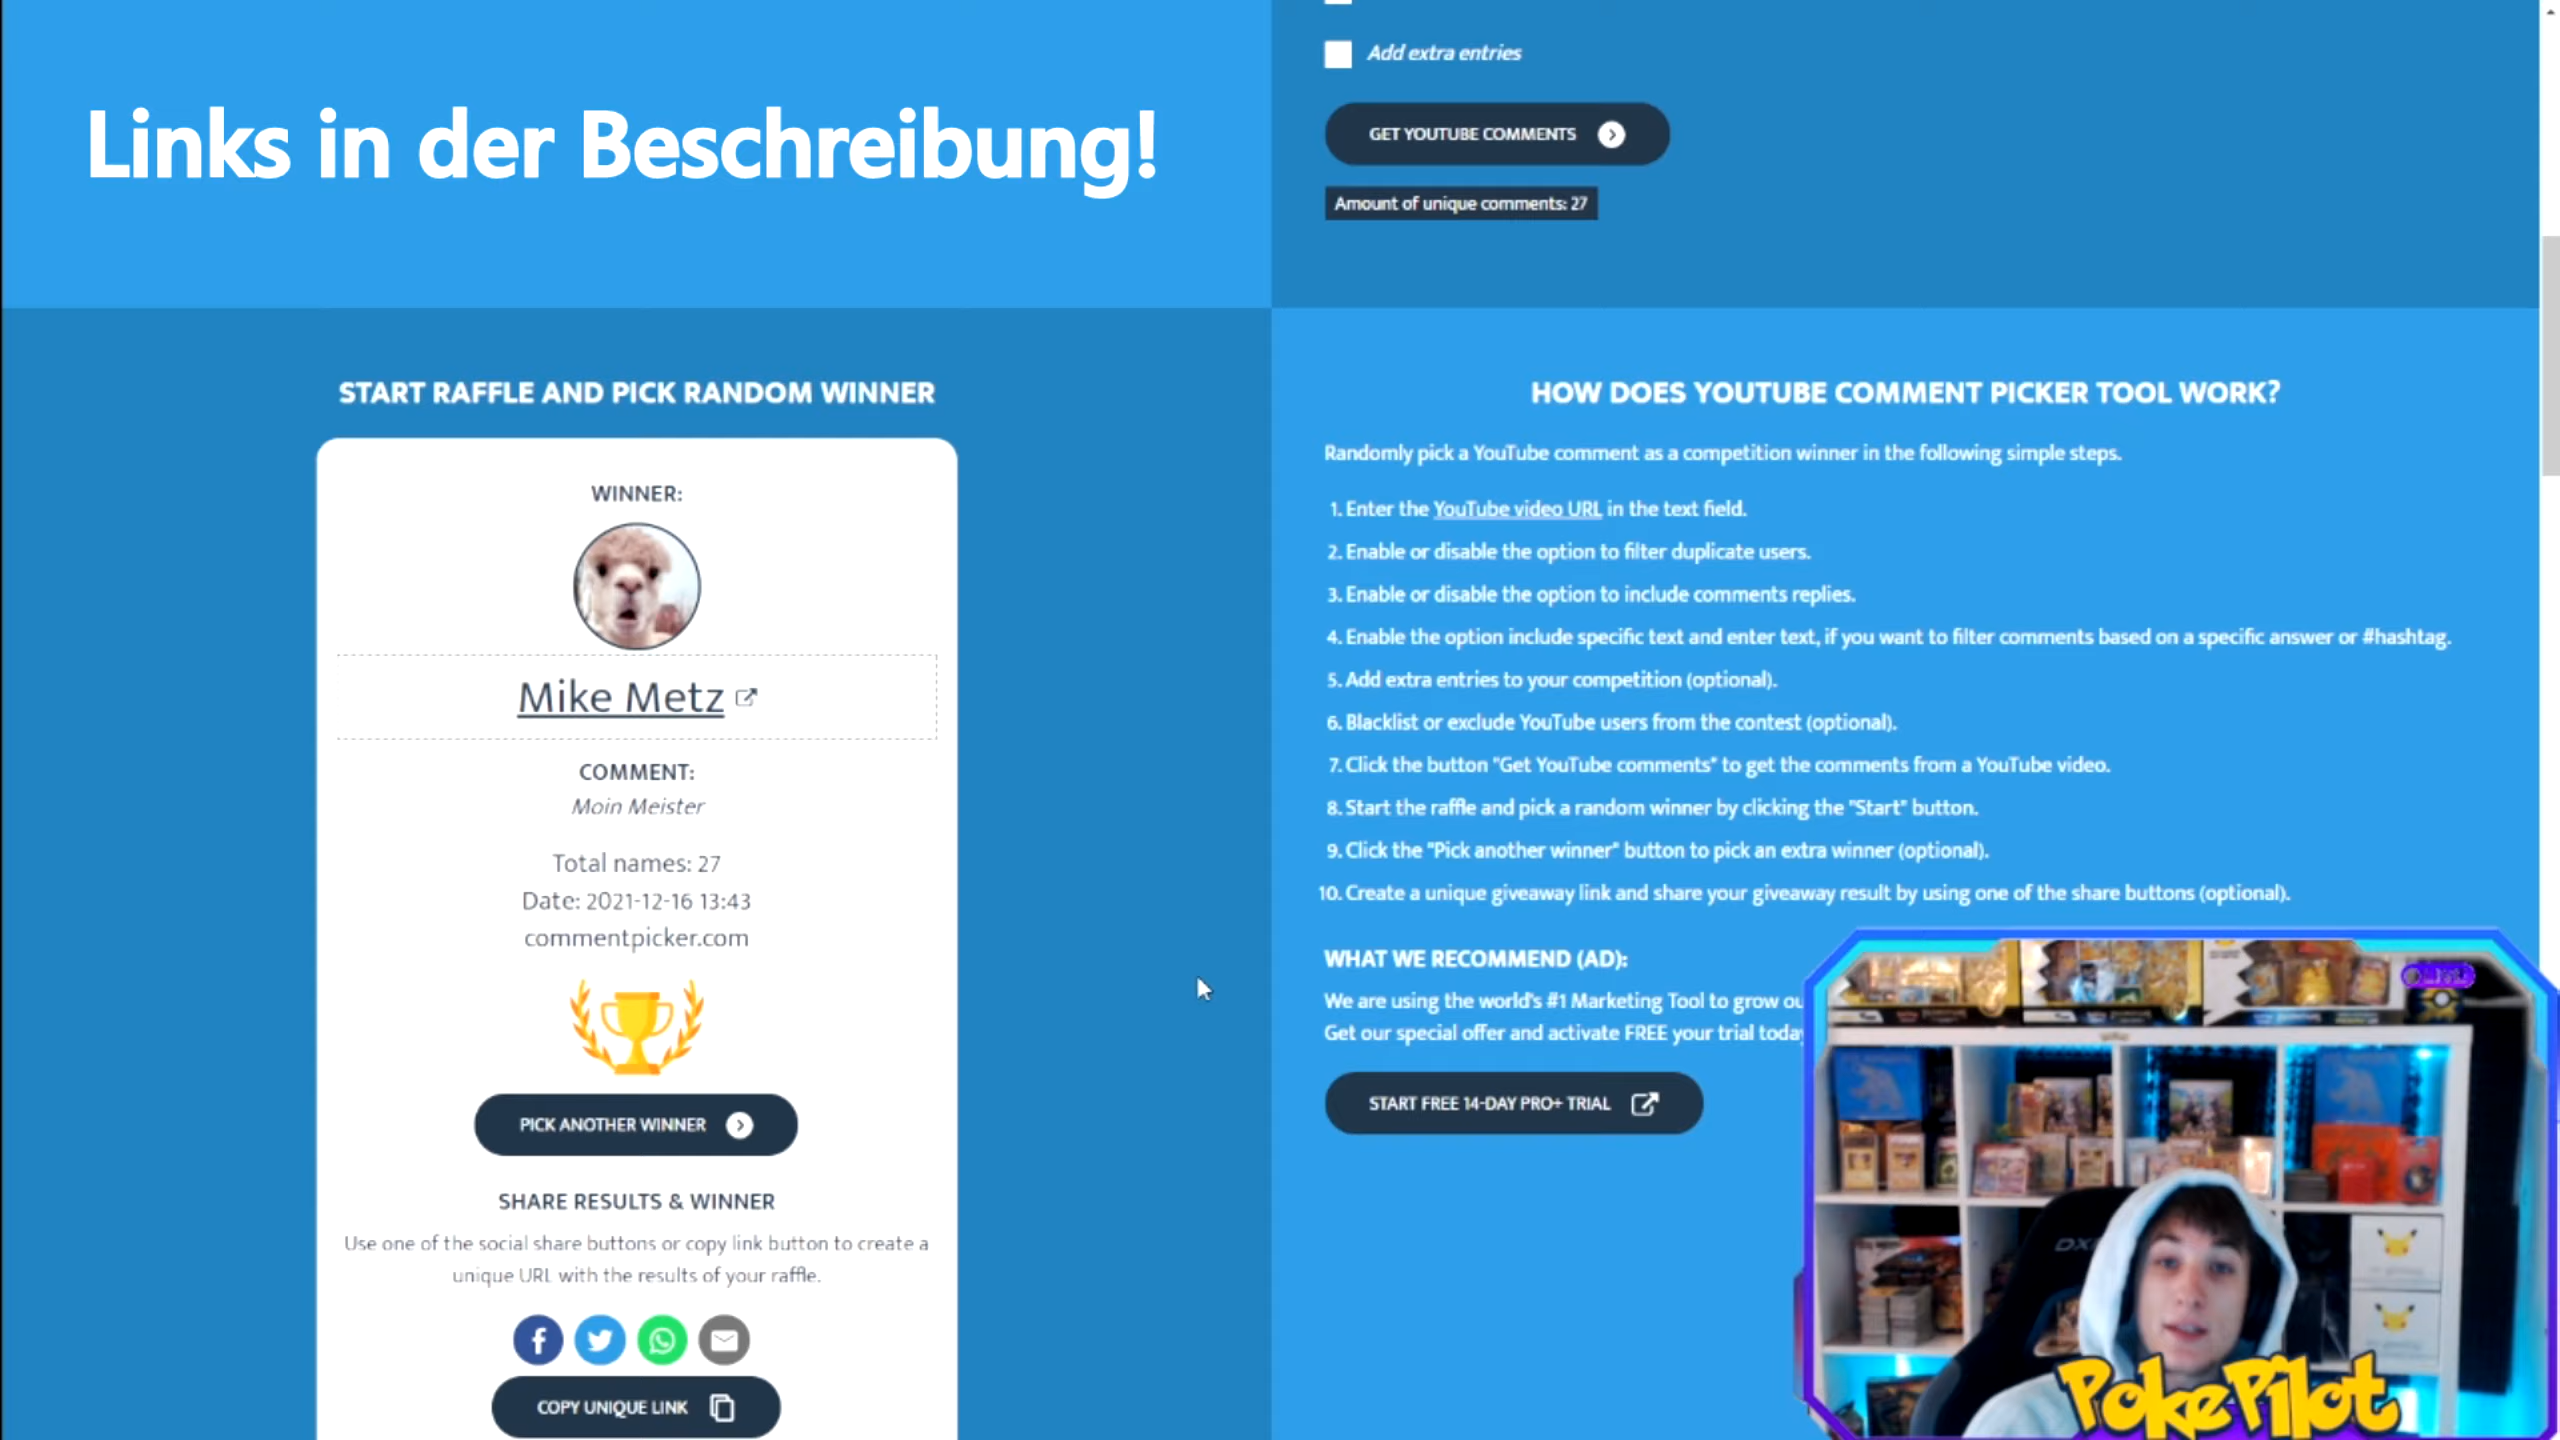 Links in der Beschreibung!
Add extra entries
GET YOUTUBE COMMENTS
Amount of unique comments: 27
START RAFFLE AND PICK RANDOM WINNER
WINNER:
Mike Metz
COMMENT:
Moin Meister
Total names: 27
Date: 2021-12-16 13:43
commentpicker.com
PICK ANOTHER WINNER
SHARE RESULTS & WINNER
Use one of the social share buttons or copy link button to create a
unique URL with the results of your raffle.
COPY UNIQUE LINK
HOW DOES YOUTUBE COMMENT PICKER TOOL WORK?
Randomly pick a YouTube comment as a competition winner in the following simple steps.
1. Enter the YouTube video URL in the text field.
2. Enable or disable the option to filter duplicate users.
3. Enable or disable the option to include comments replies.
4. Enable the option include specific text and enter text, if you want to filter comments based on a specific answer or #hashtag.
5. Add extra entries to your competition (optional).
6. Blacklist or exclude YouTube users from the contest (optional).
7. Click the button "Get YouTube comments" to get the comments from a YouTube video.
8. Start the raffle and pick a random winner by clicking the "Start" button.
9. Click the "Pick another winner" button to pick an extra winner (optional).
10. Create a unique giveaway link and share your giveaway result by using one of the share buttons (optional).
WHAT WE RECOMMEND (AD):
We are using the world's #1 Marketing Tool to grow
Get our special offer and activate FREE your trial today
START FREE 14-DAY PRO+ TRIAL
PokePilot